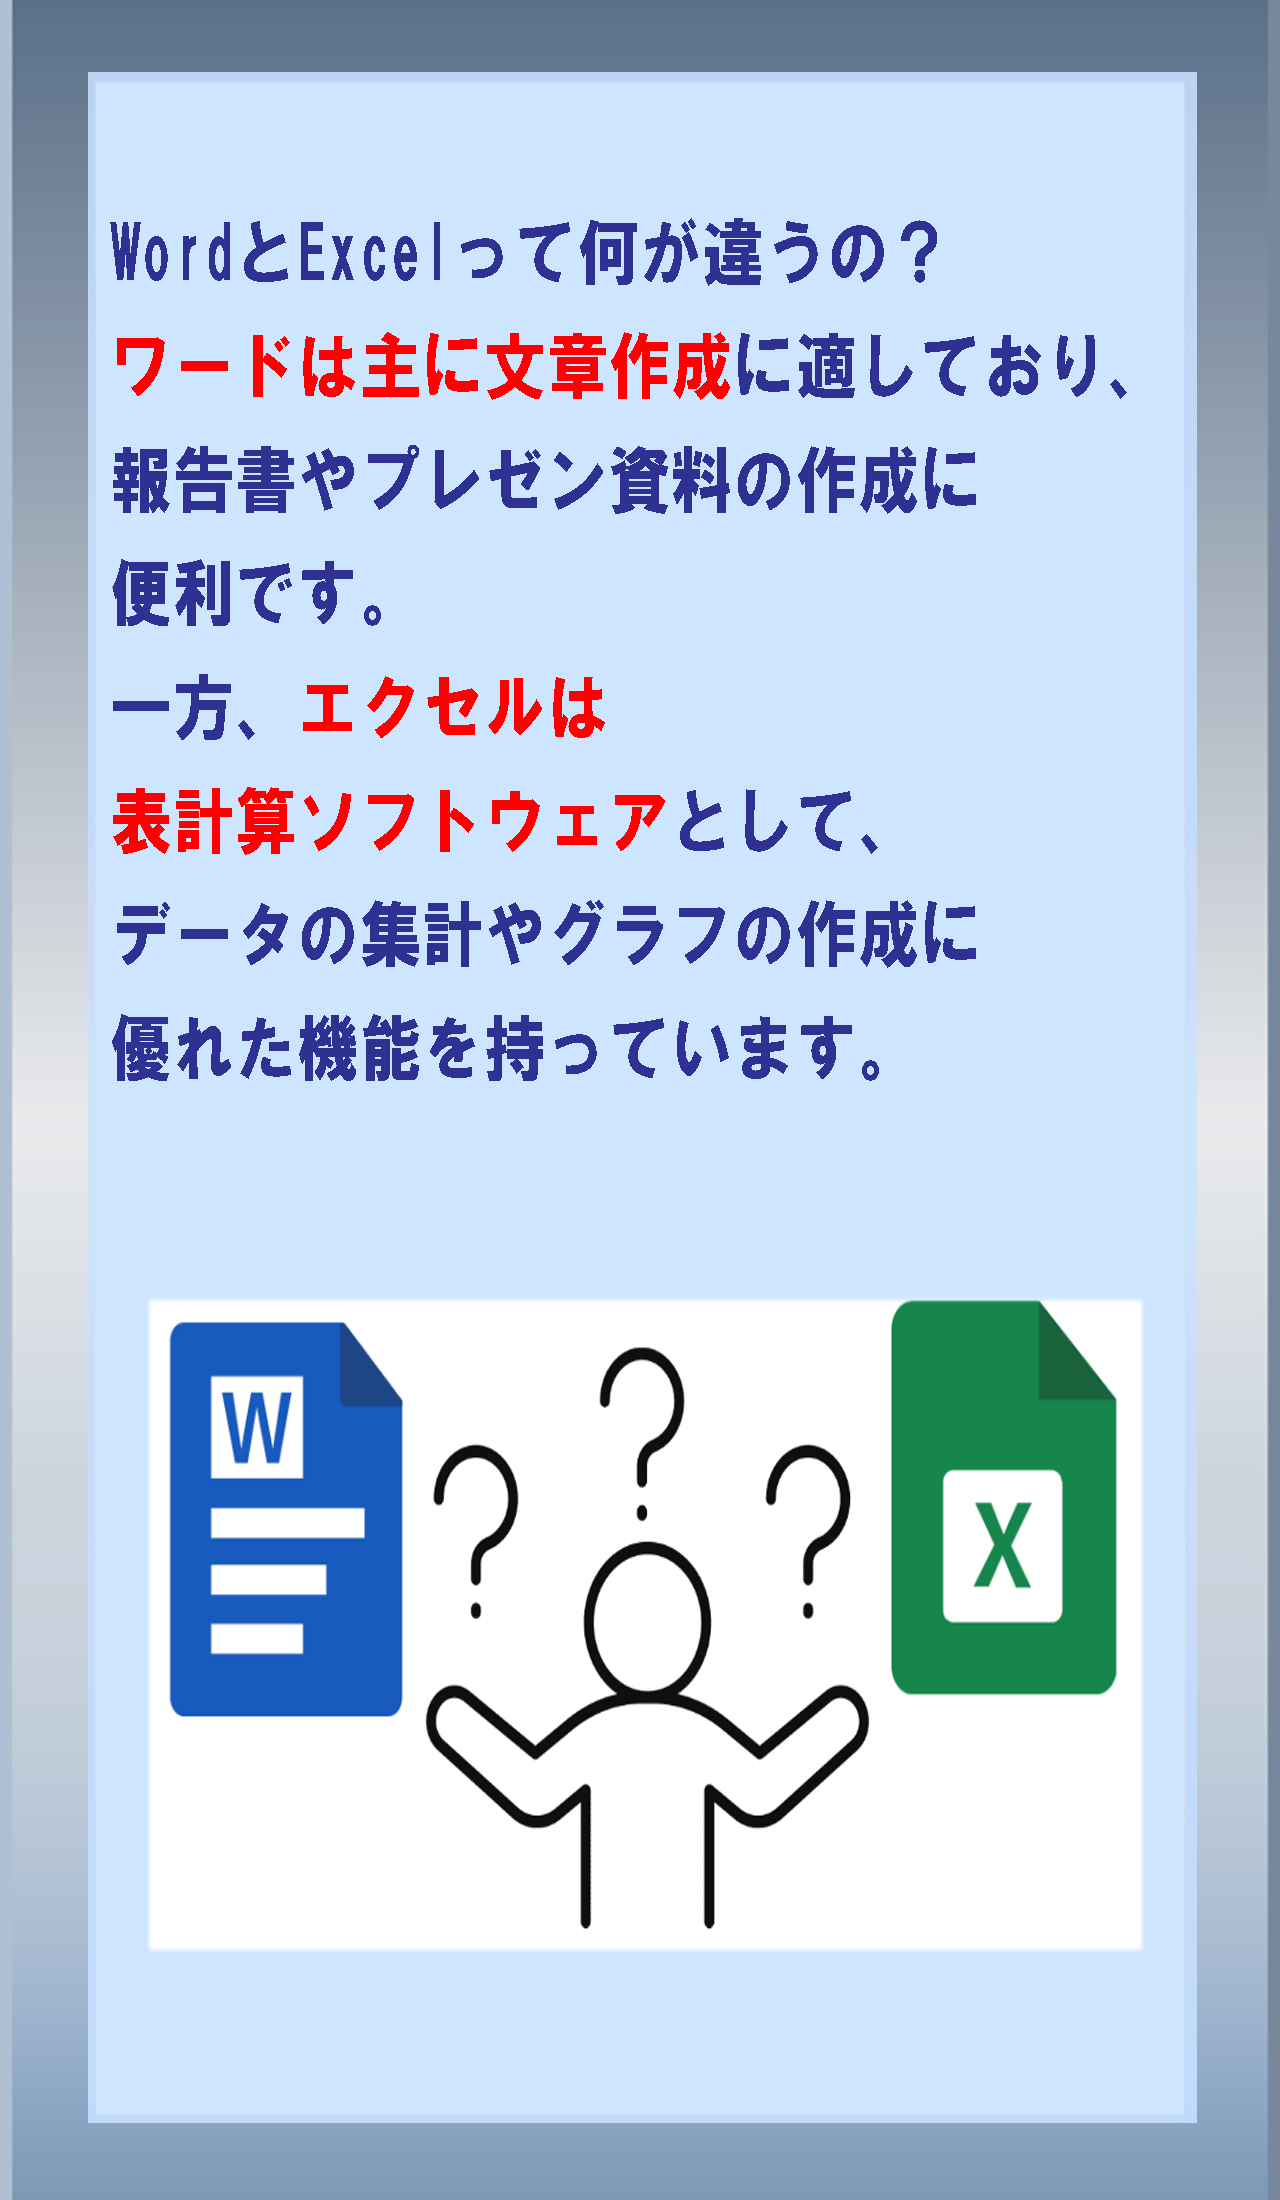 WordとExcelって何が違うの？
ワードは主に文章作成に適しており、
報告書やプレゼン資料の作成に
便利です。
一方、エクセルは
表計算ソフトウェアとして、
データの集計やグラフの作成に
優れた機能を持っています。
W
X